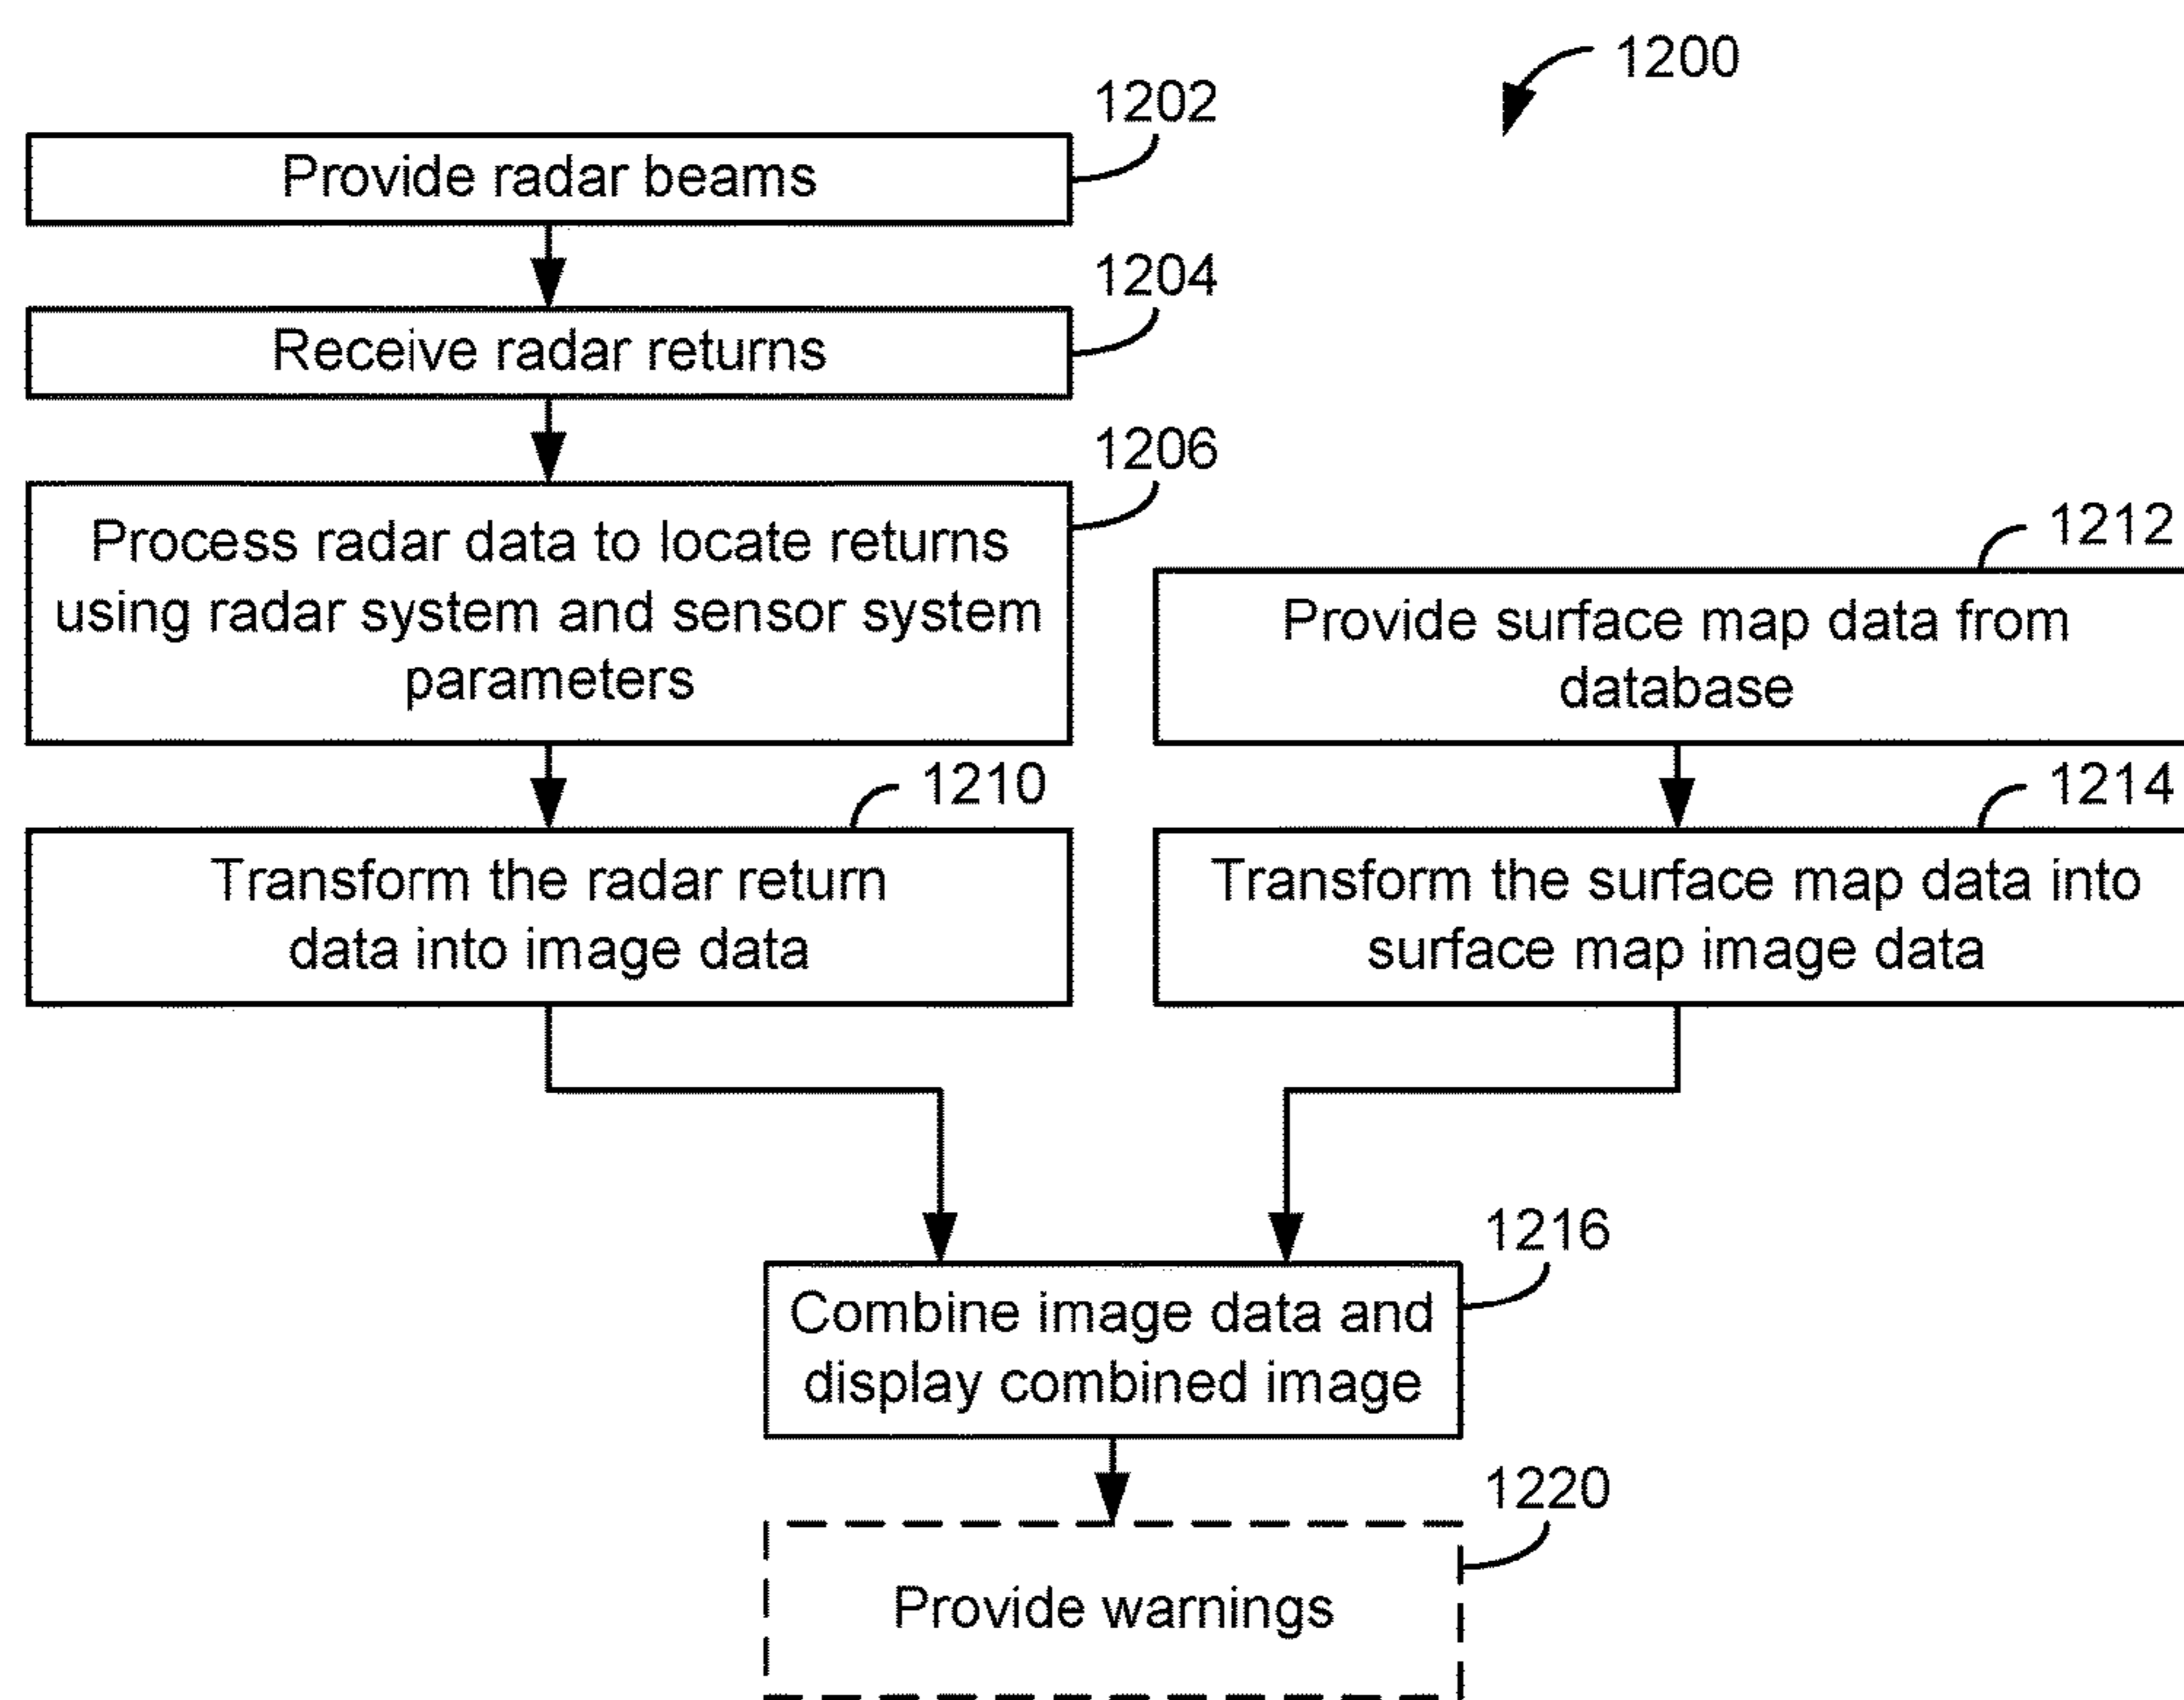 1200
1202
Provide radar beams
1204
Receive radar returns
1206
Process radar data to locate returns
using radar system and sensor system
parameters
1212
Provide surface map data from
database
1210
Transform the radar return
data into image data
1214
Transform the surface map data into
surface map image data
1216
Combine image data and
display combined image
1220
Provide warnings